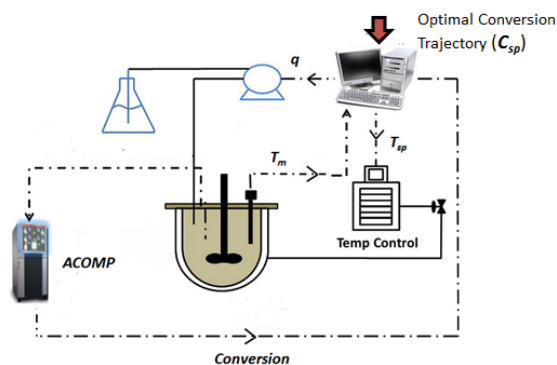 Optimal Conversion
Trajectory (Csp)
q
Tm
Tsp
Temp Control
ACOMP
Conversion